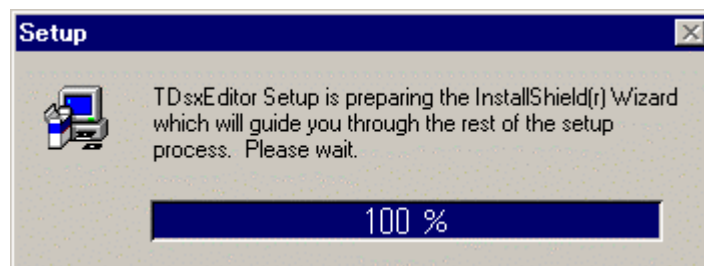 Setup
TDsxEditor Setup is preparing the InstallShield(r) Wizard
which will guide you through the rest of the setup
process. Please wait.
100 %